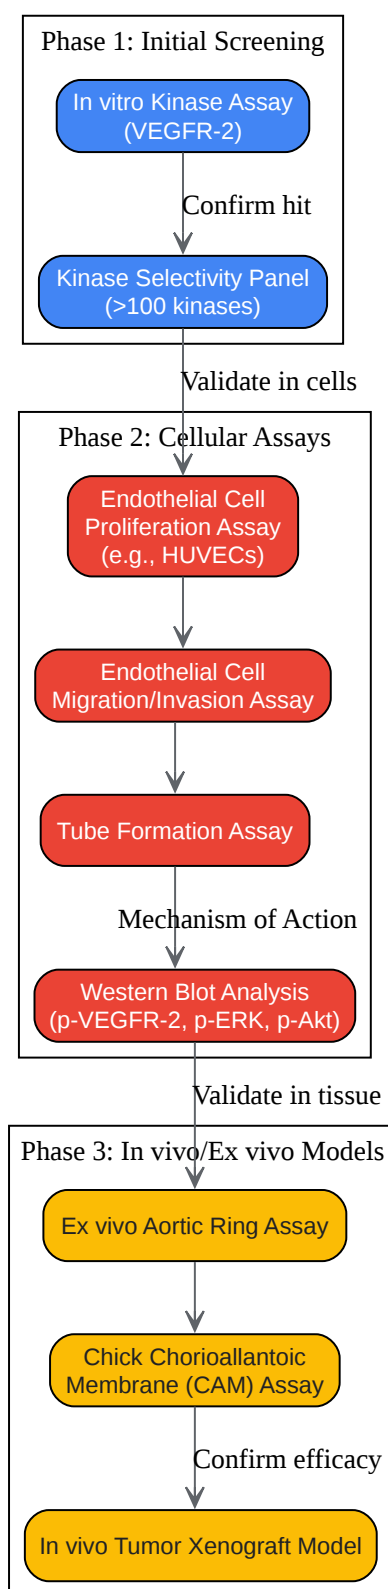 Phase 1: Initial Screening
In vitro Kinase Assay
(VEGFR-2)
Confirm hit
Kinase Selectivity Panel
(>100 kinases)
Validate in cells
Phase 2: Cellular Assays
Endothelial Cell
Proliferation Assay
(e.g., HUVECs)
Endothelial Cell
Migration/Invasion Assay
Tube Formation Assay
Mechanism of Action
Western Blot Analysis
(p-VEGFR-2, p-ERK, p-Akt)
Validate in tissue
Phase 3: In vivo/Ex vivo Models
Ex vivo Aortic Ring Assay
Chick Chorioallantoic
Membrane (CAM) Assay
Confirm efficacy
In vivo Tumor Xenograft Model